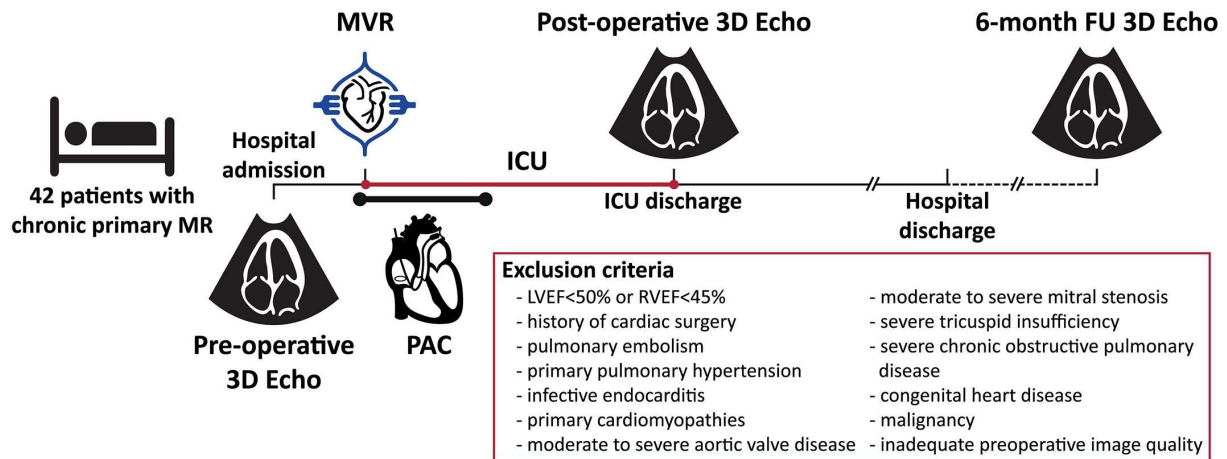 MVR
Post-operative 3D Echo
6-month FU 3D Echo
Hospital
admission
ICU
42 patients with
chronic primary MR
ICU discharge
Hospital
discharge
Pre-operative
3D Echo
PAC
Exclusion criteria
- LVEF<50% or RVEF<45%
- history of cardiac surgery
- pulmonary embolism
- primary pulmonary hypertension
- infective endocarditis
- primary cardiomyopathies
- moderate to severe aortic valve disease
- moderate to severe mitral stenosis
- severe tricuspid insufficiency
- severe chronic obstructive pulmonary
disease
- congenital heart disease
- malignancy
- inadequate preoperative image quality